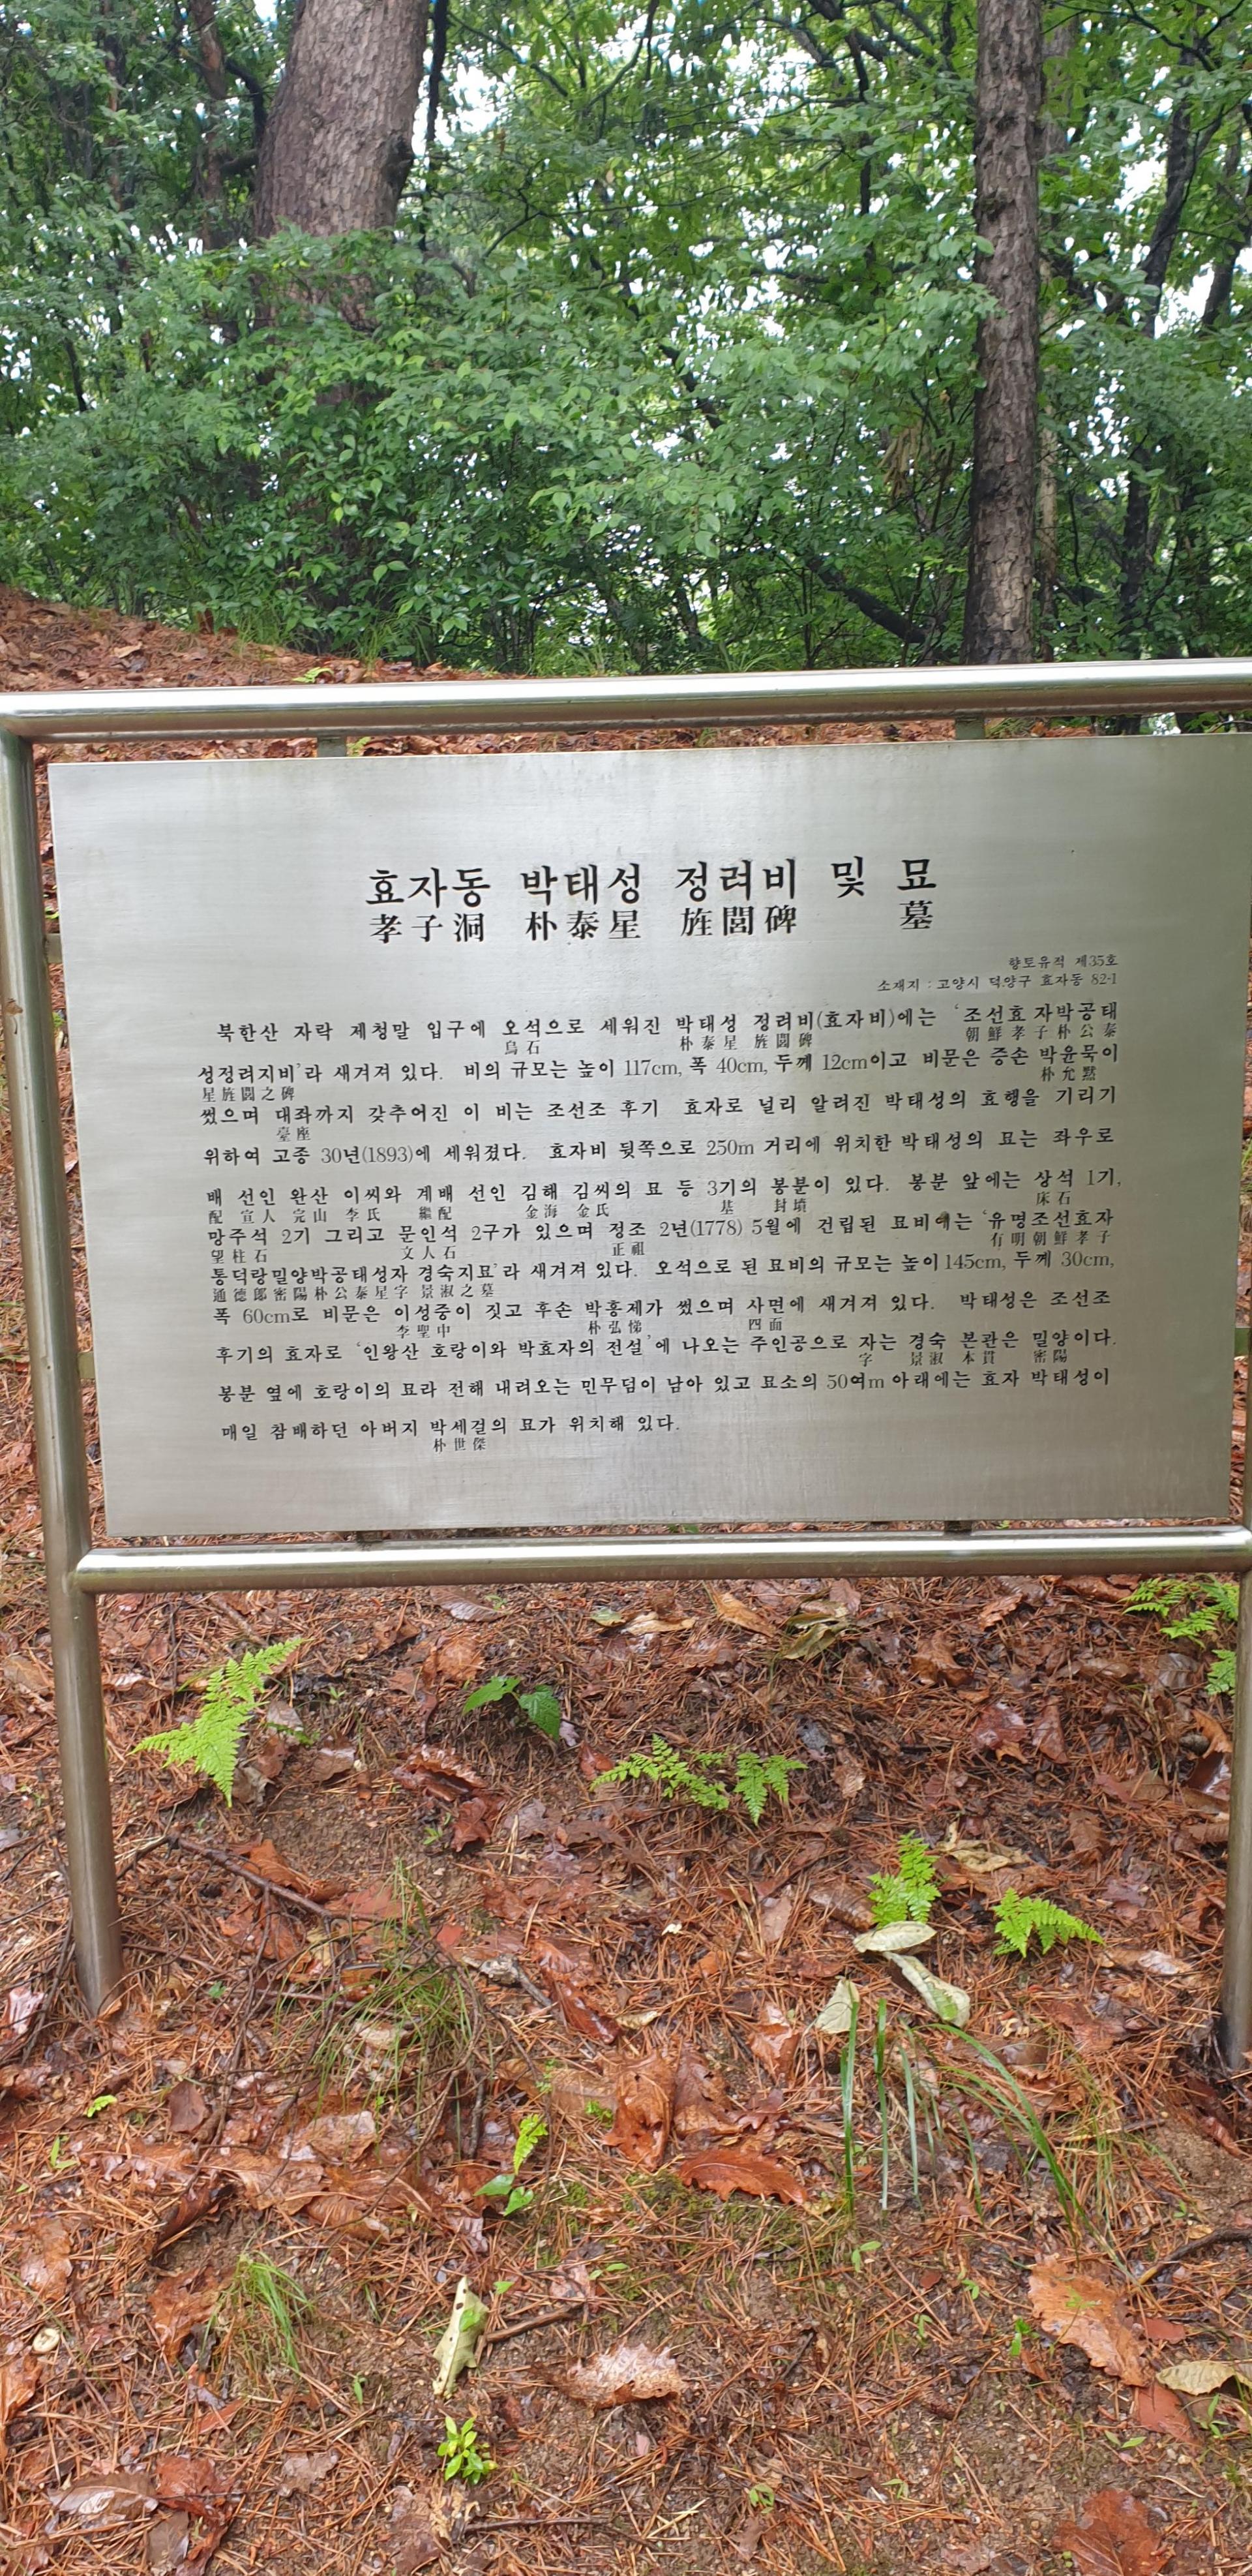 효자동 박태성 정려비 및 묘
孝子洞 朴泰星 旌閭碑 墓
향토유적 제35호
소재지 : 고양시 덕양구 효자동 82-1
북한산 자락 제청말 입구에 오석으로 세워진 박태성 정려비(효자비)에는 ‘조선효자박공태
烏石 朴泰星 旌閭碑 朝鮮孝子朴公泰
성정려지비’라 새겨져 있다. 비의 규모는 높이 117cm, 폭 40cm, 두께 12cm이고 비문은 증손 박윤묵이
星旌閭之碑 朴允黙
썼으며 대좌까지 갖추어진 이 비는 조선조 후기 효자로 널리 알려진 박태성의 효행을 기리기
臺座
위하여 고종 30년(1893)에 세워졌다. 효자비 뒷쪽으로 250m 거리에 위치한 박태성의 묘는 좌우로
배 선인 완산 이씨와 계배 선인 김해 김씨의 묘 등 3기의 봉분이 있다. 봉분 앞에는 상석 1기,
配 宣人 完山 李氏 繼配 金海 金氏 基 封墳 床石
망주석 2기 그리고 문인석 2구가 있으며 정조 2년(1778) 5월에 건립된 묘비에는 ‘유명조선효자
望柱石 文人石 正祖 有明朝鮮孝子
통덕랑밀양박공태성자 경숙지묘’라 새겨져 있다. 오석으로 된 묘비의 규모는 높이 145cm, 두께 30cm,
通德郞密陽朴公泰星字 景淑之墓
폭 60cm로 비문은 이성중이 짓고 후손 박홍제가 썼으며 사면에 새겨져 있다. 박태성은 조선조
李聖中 朴弘悌 四面
후기의 효자로 ‘인왕산 호랑이와 박효자의 전설’에 나오는 주인공으로 자는 경숙 본관은 밀양이다.
字 景淑 本貫 密陽
봉분 옆에 호랑이의 묘라 전해 내려오는 민무덤이 남아 있고 묘소의 50여m 아래에는 효자 박태성이
매일 참배하던 아버지 박세걸의 묘가 위치해 있다.
朴世傑